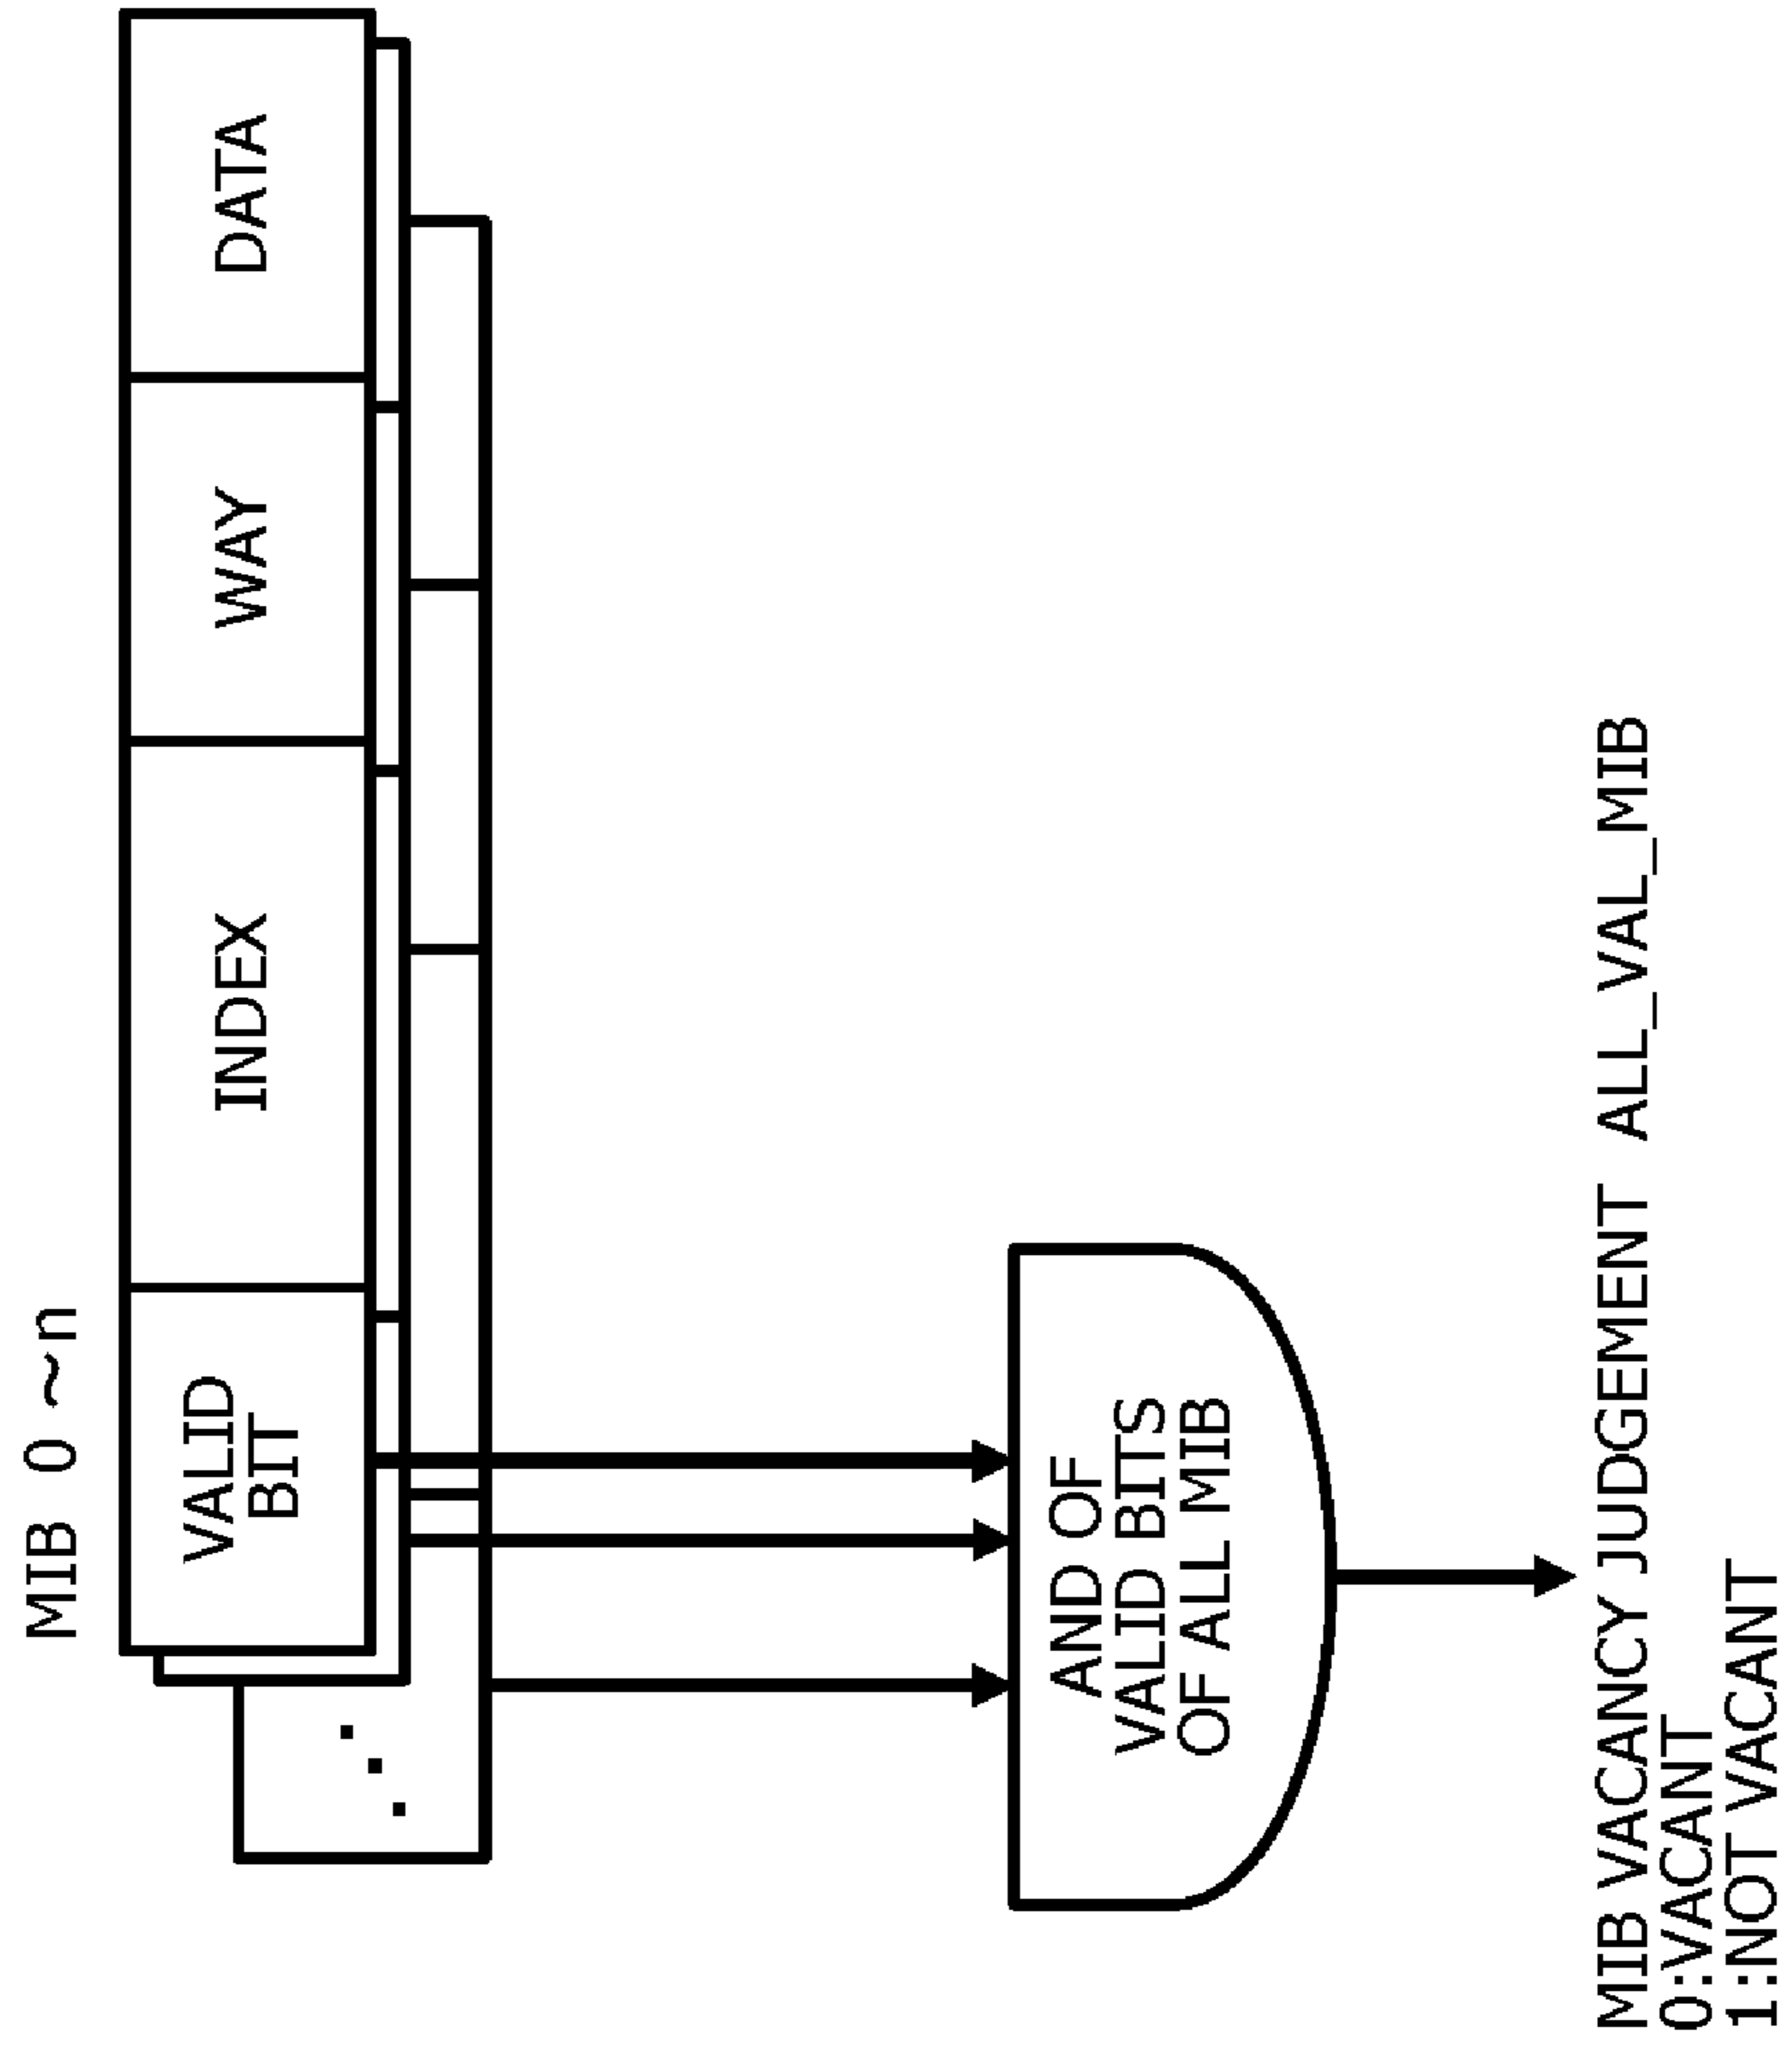 MIB 0 ~ n
VALID
BIT
INDEX
WAY
DATA
AND OF
VALID BITS
OF ALL MIB
MIB VACANCY JUDGEMENT ALL_VAL_MIB
0:VACANT
1:NOT VACANT